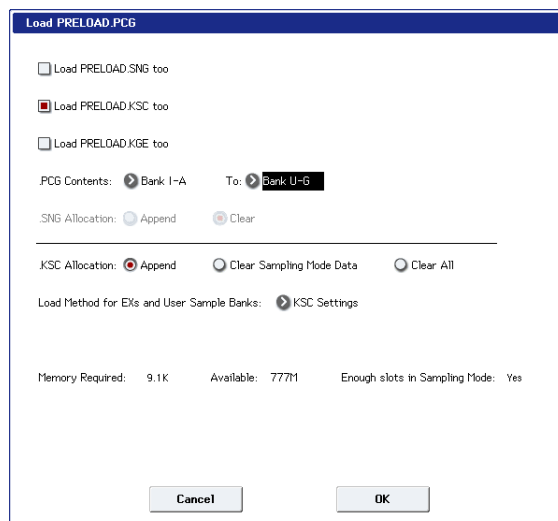 Load PRELOAD.PCG
Load PRELOAD.SNG too
Load PRELOAD.KSC too
Load PRELOAD.KGE too
.PCG Contents: Bank I-A To: Bank U-G
.SNG Allocation: Append Clear
.KSC Allocation: Append Clear Sampling Mode Data Clear All
Load Method for EXs and User Sample Banks: KSC Settings
Memory Required: 9.1K Available: 777M Enough slots in Sampling Mode: Yes
Cancel OK